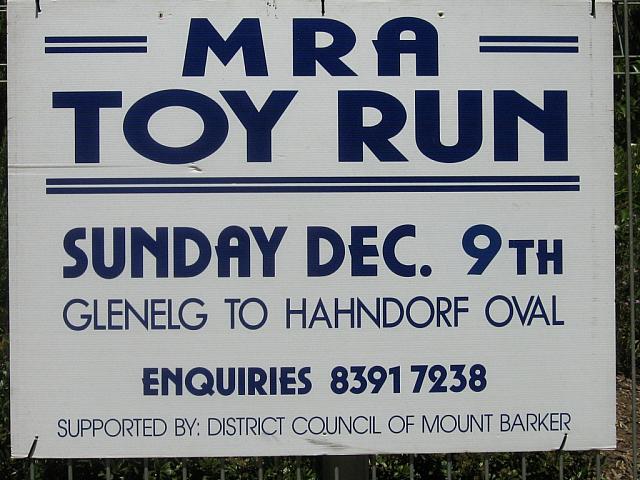 MRA
TOY RUN
SUNDAY DEC. 9TH
GLENELG TO HAHNDORF OVAL
ENQUIRIES 8391 7238
SUPPORTED BY: DISTRICT COUNCIL OF MOUNT BARKER